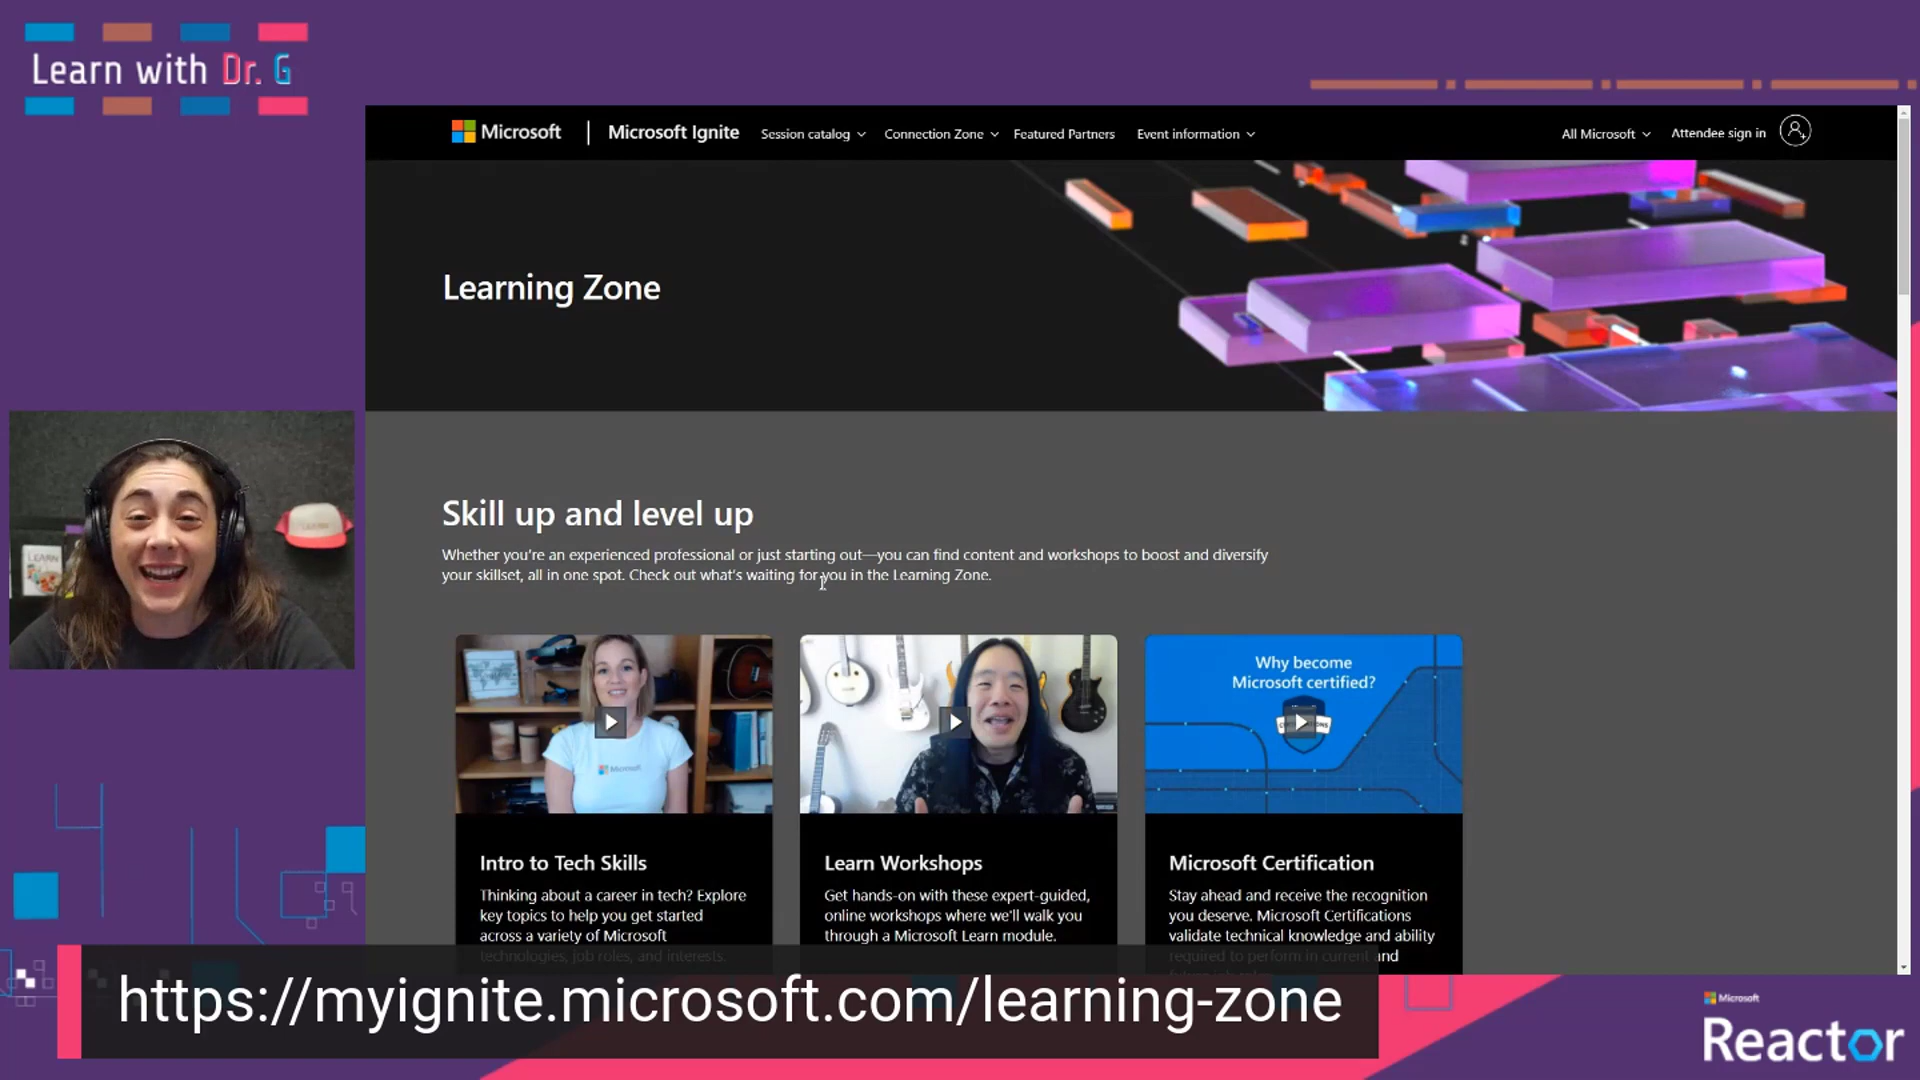 Learn with Dr. G
Microsoft | Microsoft Ignite Session catalog Connection Zone Featured Partners Event information All Microsoft Attendee sign in
Learning Zone
Skill up and level up
Whether you're an experienced professional or just starting out—you can find content and workshops to boost and diversify
your skillset, all in one spot. Check out what's waiting for you in the Learning Zone.
Microsoft
Why become
Microsoft certified?
Intro to Tech Skills
Thinking about a career in tech? Explore
key topics to help you get started
across a variety of Microsoft
technologies, job roles, and interests.
Learn Workshops
Get hands-on with these expert-guided,
online workshops where we'll walk you
through a Microsoft Learn module.
Microsoft Certification
Stay ahead and receive the recognition
you deserve. Microsoft Certifications
validate technical knowledge and ability
required to perform in current and
https://myignite.microsoft.com/learning-zone
Microsoft
Reactor